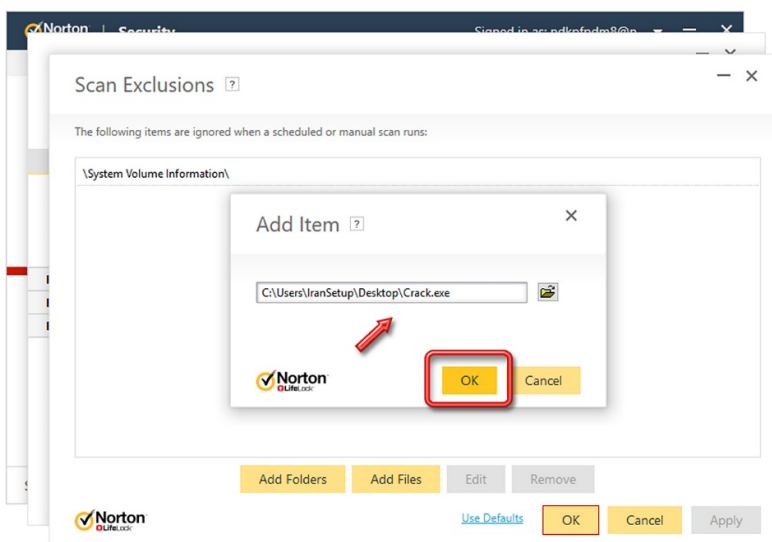 Norton | Security
Signed in as:
Scan Exclusions ?
The following items are ignored when a scheduled or manual scan runs:
\System Volume Information\
Add Item ?
C:\Users\IranSetup\Desktop\Crack.exe
Norton
LifeLock
OK
Cancel
Add Folders
Add Files
Edit
Remove
Norton
LifeLock
Use Defaults
OK
Cancel
Apply